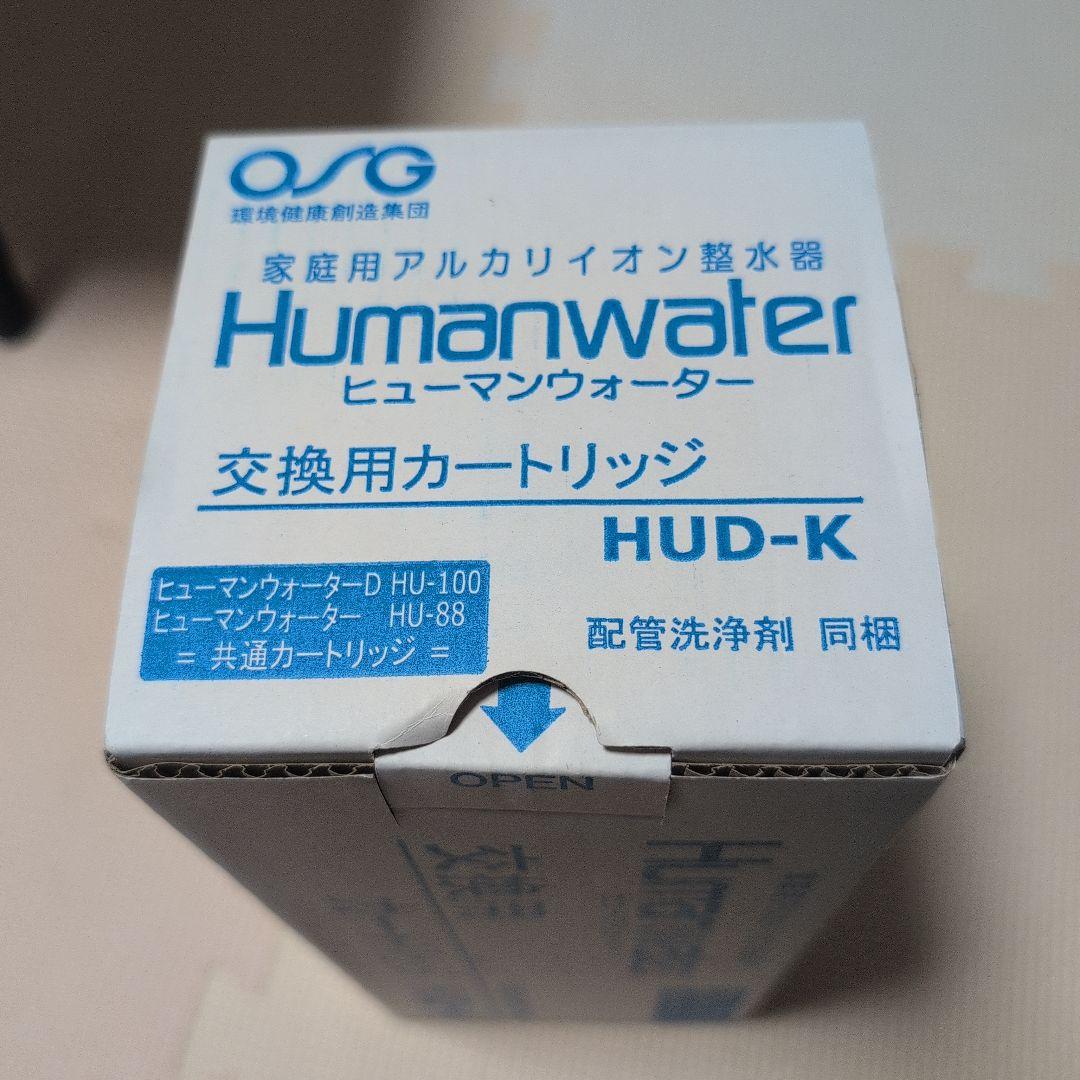 OSG
環境健康創造集団
家庭用アルカリイオン整水器
Humanwater
ヒューマンウォーター
交換用カートリッジ
HUD-K
ヒューマンウォーターD HU-100
ヒューマンウォーター HU-88
= 共通カートリッジ =
配管洗浄剤 同梱
OPEN